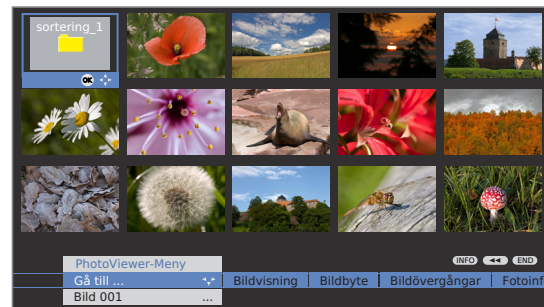 sortering_1
OK
INFO
END
PhotoViewer-Meny
Gå till ... Bildvisning Bildbyte Bildövergångar Fotoinf
Bild 001 ...